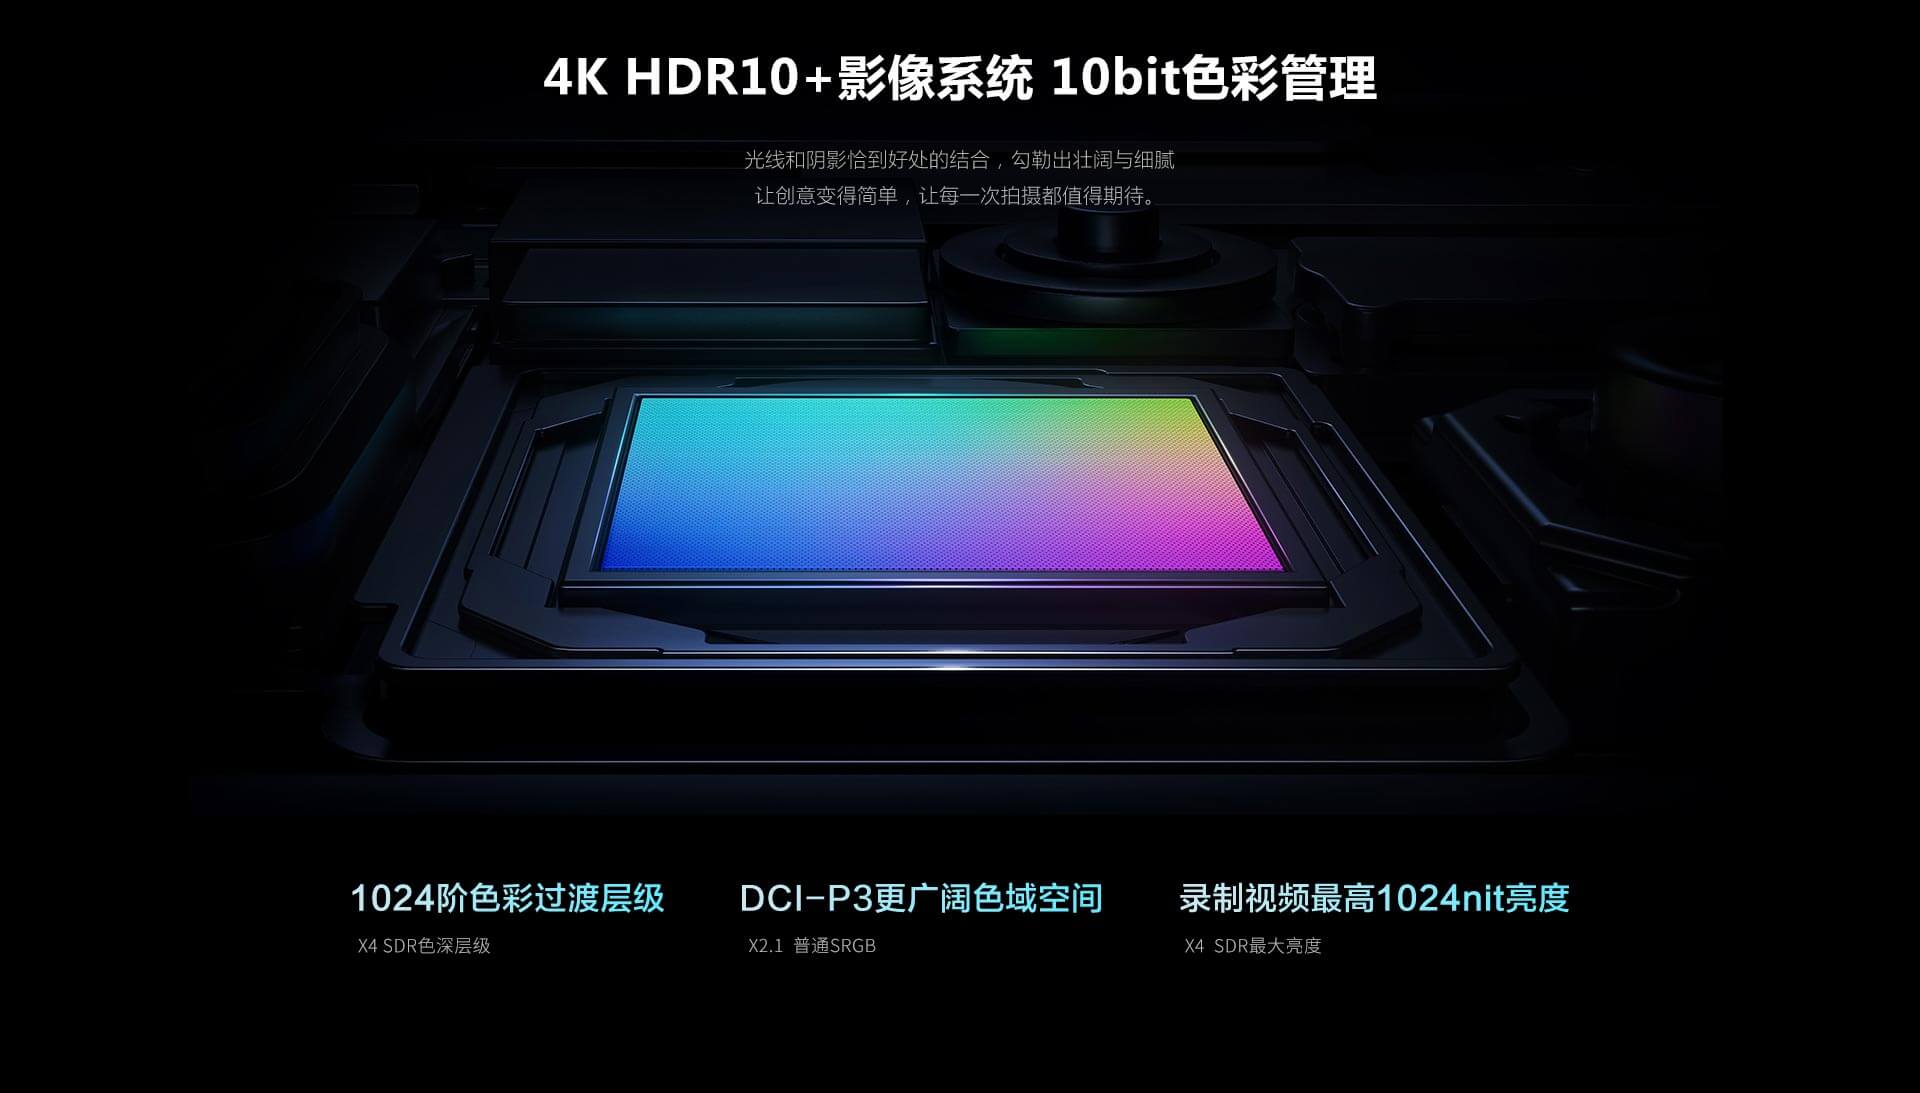 4K HDR10+影像系统 10bit色彩管理
光线和阴影恰到好处的结合，勾勒出壮阔与细腻
让创意变得简单，让每一次拍摄都值得期待。
1024阶色彩过渡层级
X4 SDR色深层级
DCI-P3更广阔色域空间
X2.1 普通SRGB
录制视频最高1024nit亮度
X4 SDR最大亮度